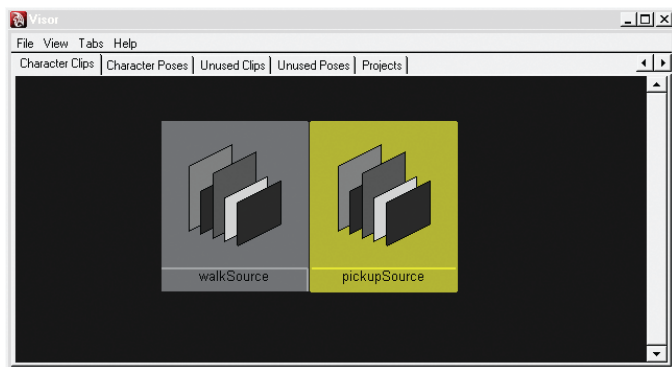 Visor
File View Tabs Help
Character Clips Character Poses Unused Clips Unused Poses Projects
walkSource pickupSource